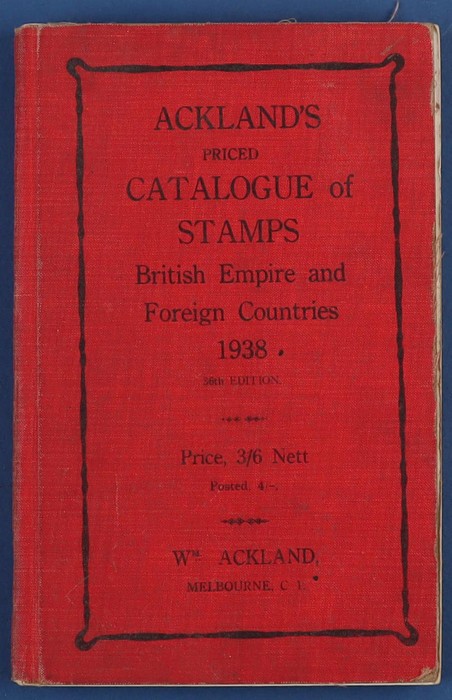 ACKLAND'S
PRICED
CATALOGUE of
STAMPS
British Empire and
Foreign Countries
1938
36th EDITION.
Price, 3/6 Nett
Posted 4/-.
WM. ACKLAND,
MELBOURNE, C 1.